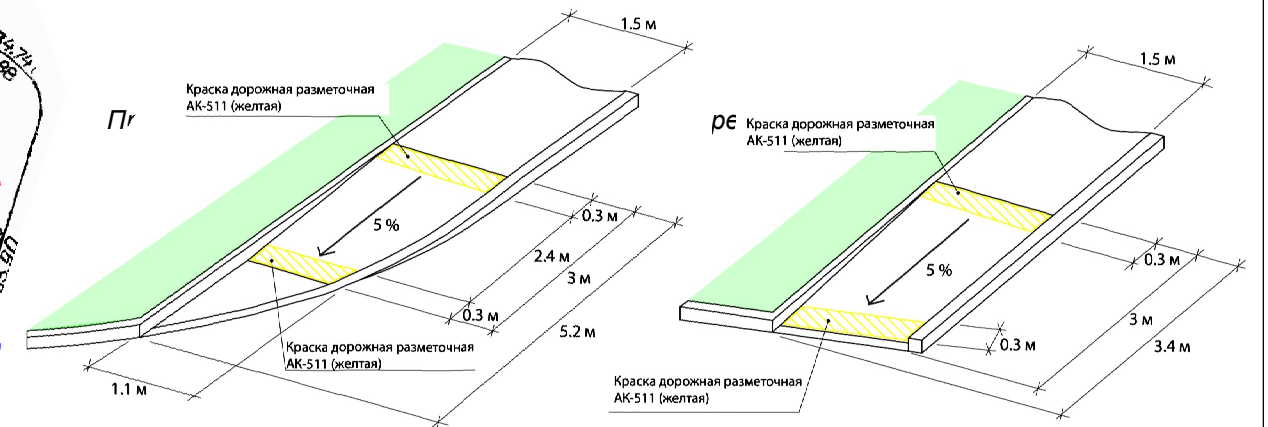 1.5 м
Краска дорожная разметочная
АК-511 (желтая)
5 %
0.3 м
2.4 м
3 м
0.3 м
5.2 м
Краска дорожная разметочная
АК-511 (желтая)
1.1 м
1.5 м
Краска дорожная разметочная
АК-511 (желтая)
5 %
0.3 м
3 м
0.3 м
3.4 м
Краска дорожная разметочная
АК-511 (желтая)